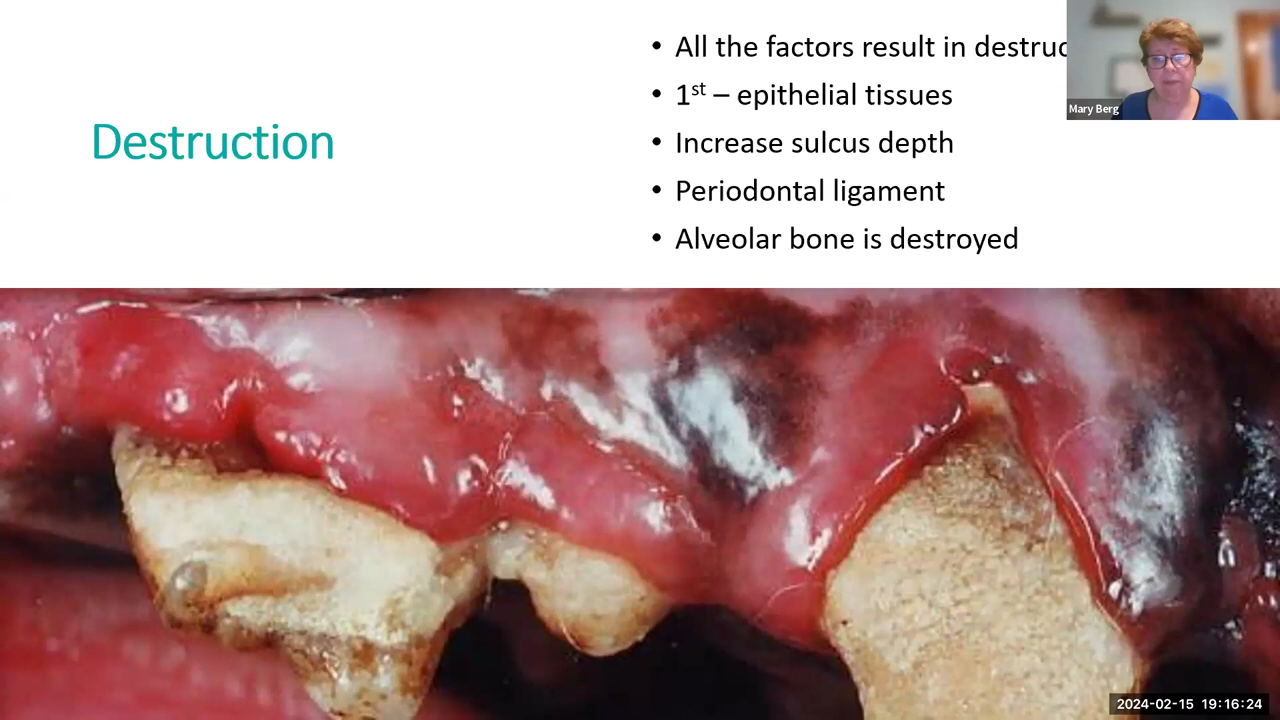 Destruction
• All the factors result in
• 1st – epithelial tissues
• Increase sulcus depth
• Periodontal ligament
• Alveolar bone is destroyed
Mary Berg
2024-02-15 19:16:24